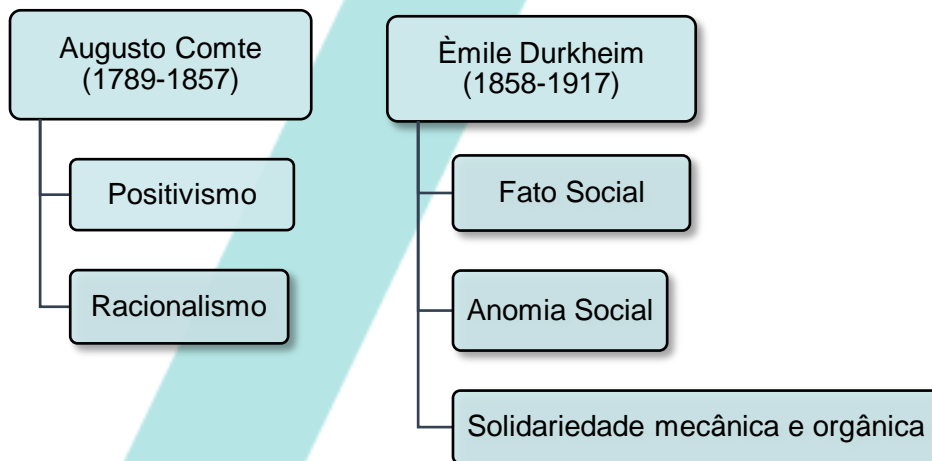 Augusto Comte
(1789-1857)
Positivismo
Racionalismo
Èmile Durkheim
(1858-1917)
Fato Social
Anomia Social
Solidariedade mecânica e orgânica